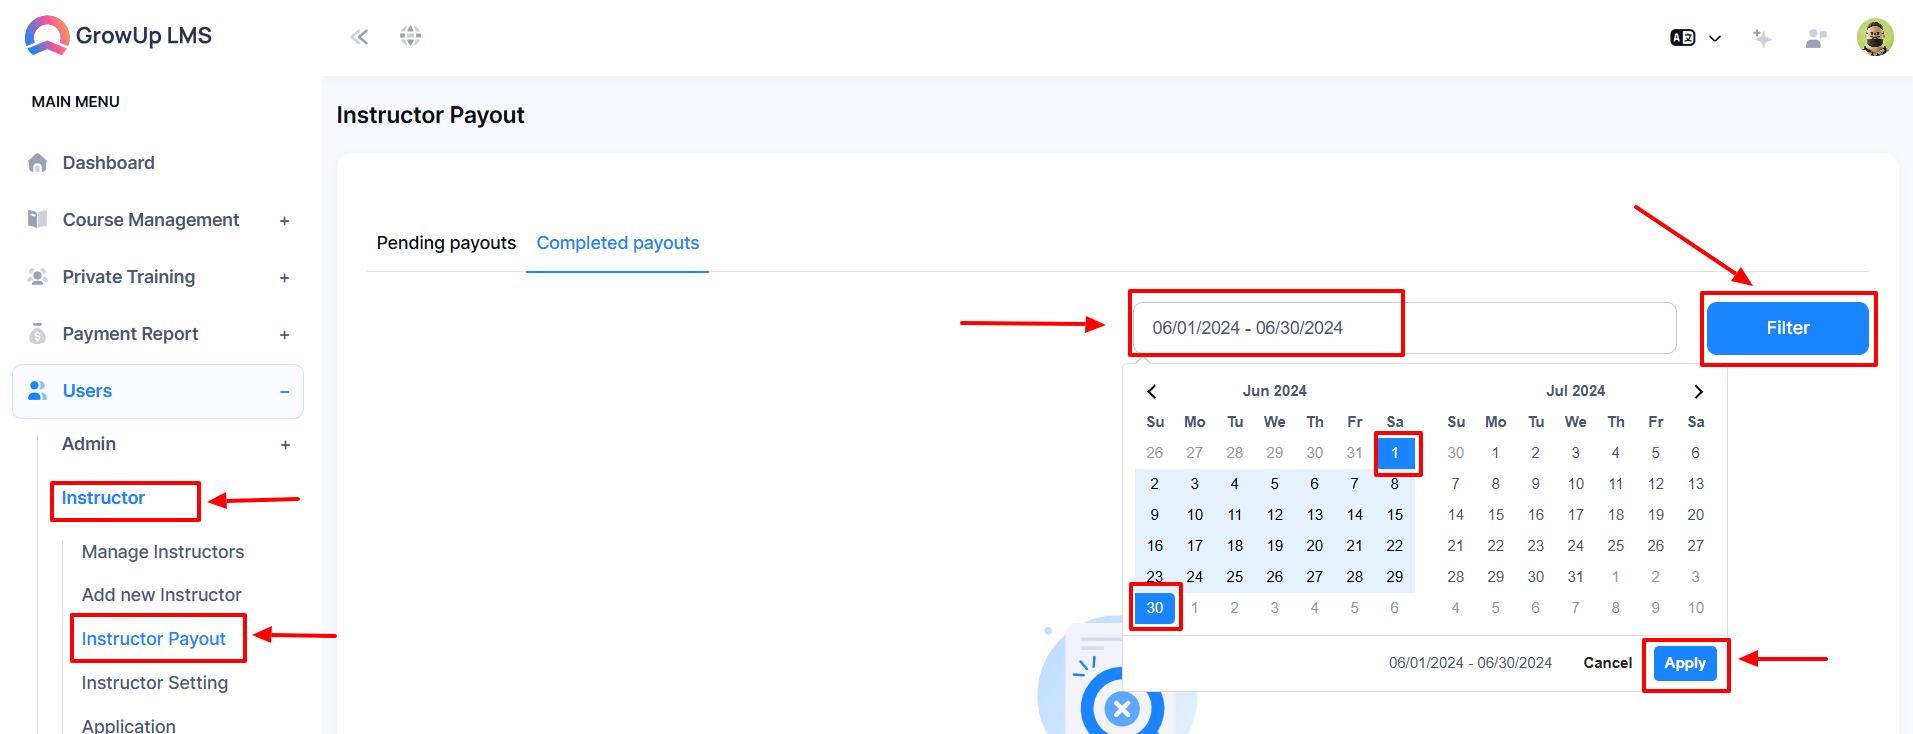 GrowUp LMS
MAIN MENU
Dashboard
Course Management +
Private Training +
Payment Report +
Users −
Admin +
Instructor
Manage Instructors
Add new Instructor
Instructor Payout
Instructor Setting
Application
Instructor Payout
Pending payouts Completed payouts
06/01/2024 - 06/30/2024
Filter
Jun 2024
Su Mo Tu We Th Fr Sa
26 27 28 29 30 31 1
2 3 4 5 6 7 8
9 10 11 12 13 14 15
16 17 18 19 20 21 22
23 24 25 26 27 28 29
30 1 2 3 4 5 6
Jul 2024
Su Mo Tu We Th Fr Sa
30 1 2 3 4 5 6
7 8 9 10 11 12 13
14 15 16 17 18 19 20
21 22 23 24 25 26 27
28 29 30 31 1 2 3
4 5 6 7 8 9 10
06/01/2024 - 06/30/2024 Cancel Apply